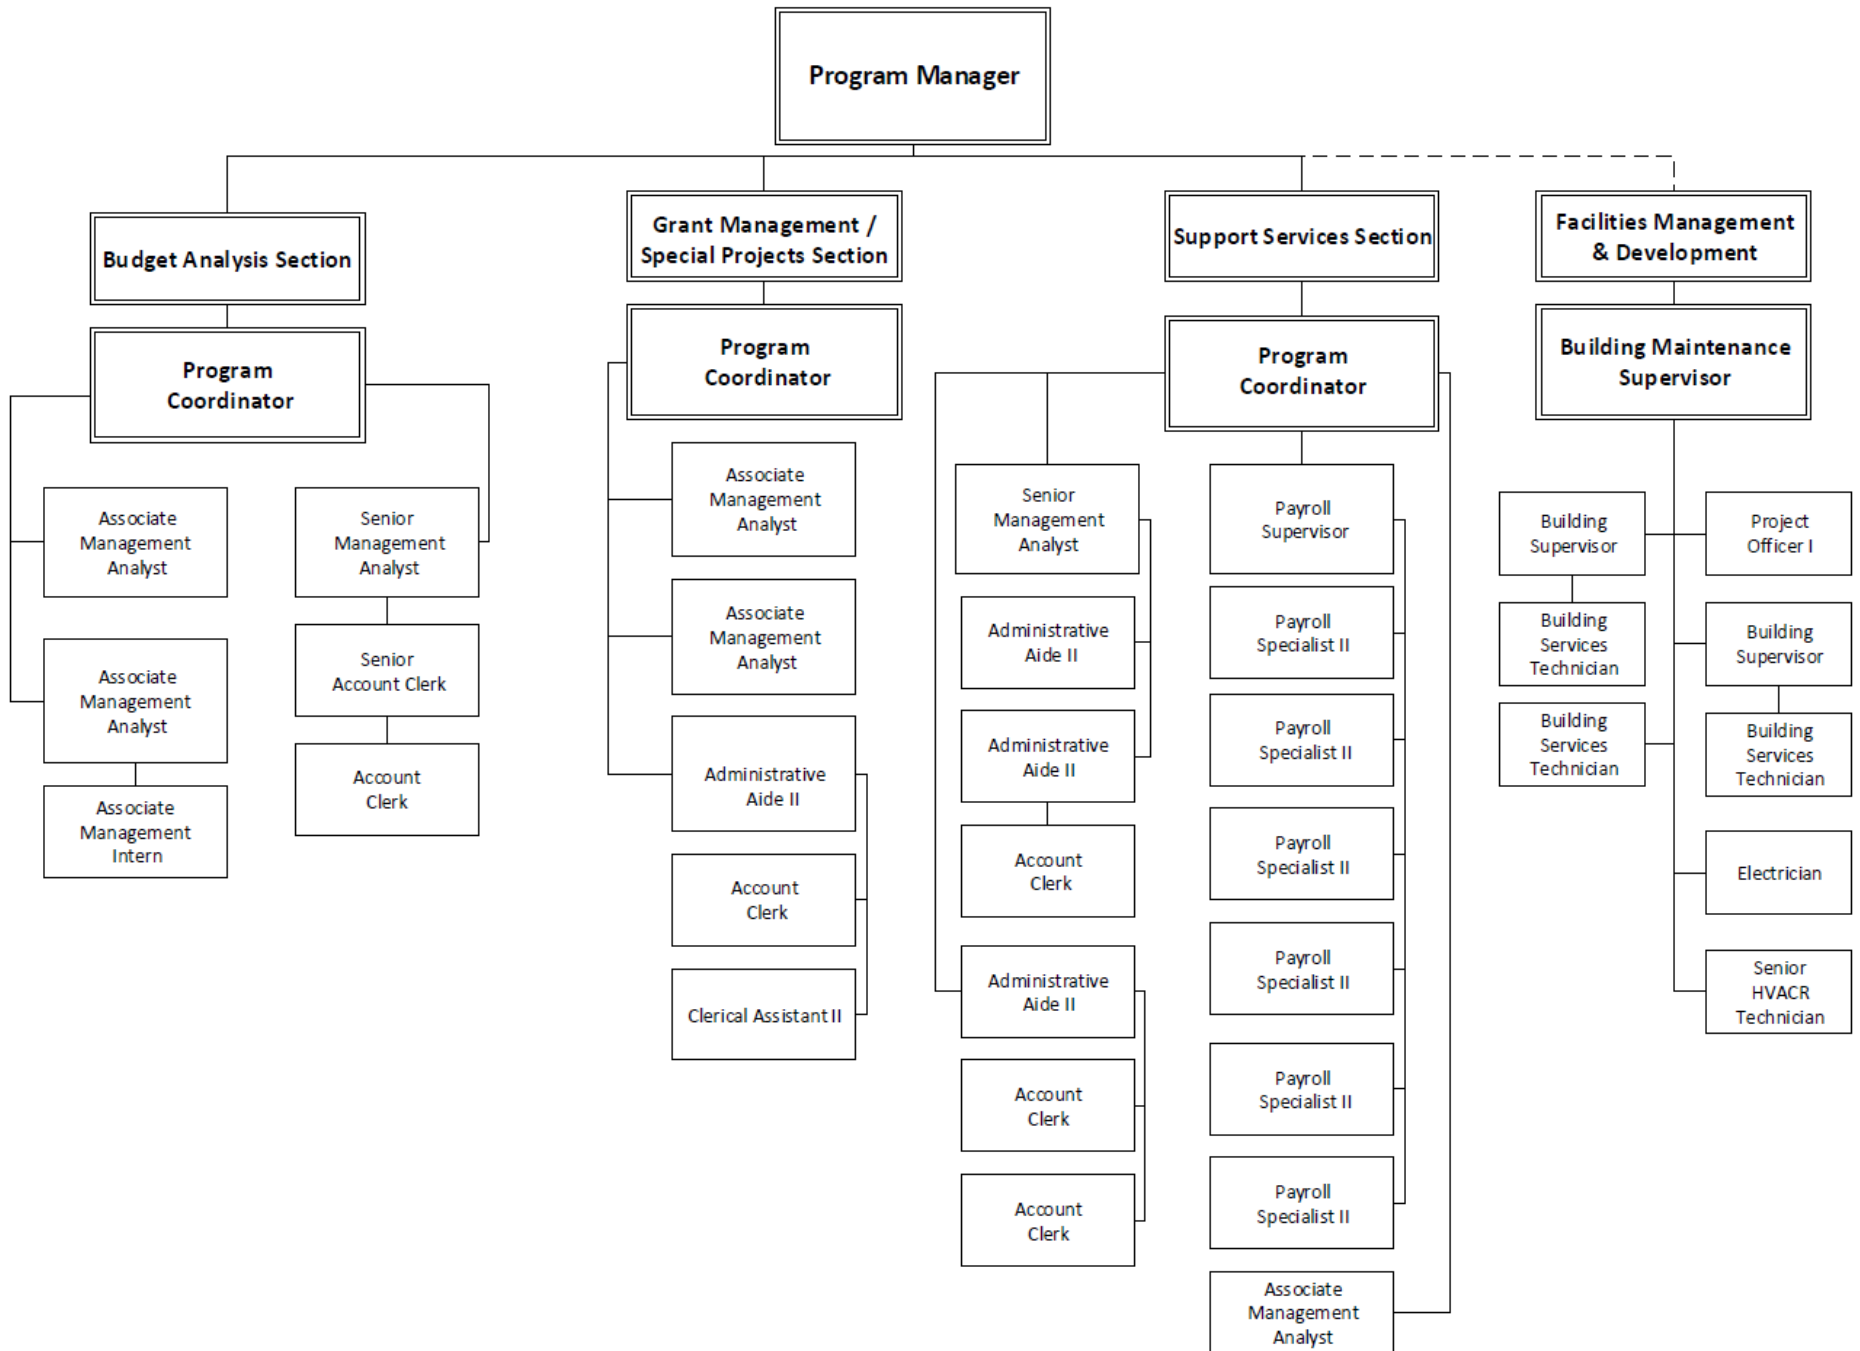 Program Manager
Budget Analysis Section
Program
Coordinator
Associate
Management
Analyst
Associate
Management
Analyst
Associate
Management
Intern
Senior
Management
Analyst
Senior
Account Clerk
Account
Clerk
Grant Management /
Special Projects Section
Program
Coordinator
Associate
Management
Analyst
Associate
Management
Analyst
Administrative
Aide II
Account
Clerk
Clerical Assistant II
Support Services Section
Program
Coordinator
Senior
Management
Analyst
Administrative
Aide II
Administrative
Aide II
Account
Clerk
Administrative
Aide II
Account
Clerk
Account
Clerk
Payroll
Supervisor
Payroll
Specialist II
Payroll
Specialist II
Payroll
Specialist II
Payroll
Specialist II
Payroll
Specialist II
Payroll
Specialist II
Associate
Management
Analyst
Facilities Management
& Development
Building Maintenance
Supervisor
Building
Supervisor
Building
Services
Technician
Building
Services
Technician
Project
Officer I
Building
Supervisor
Building
Services
Technician
Electrician
Senior
HVACR
Technician